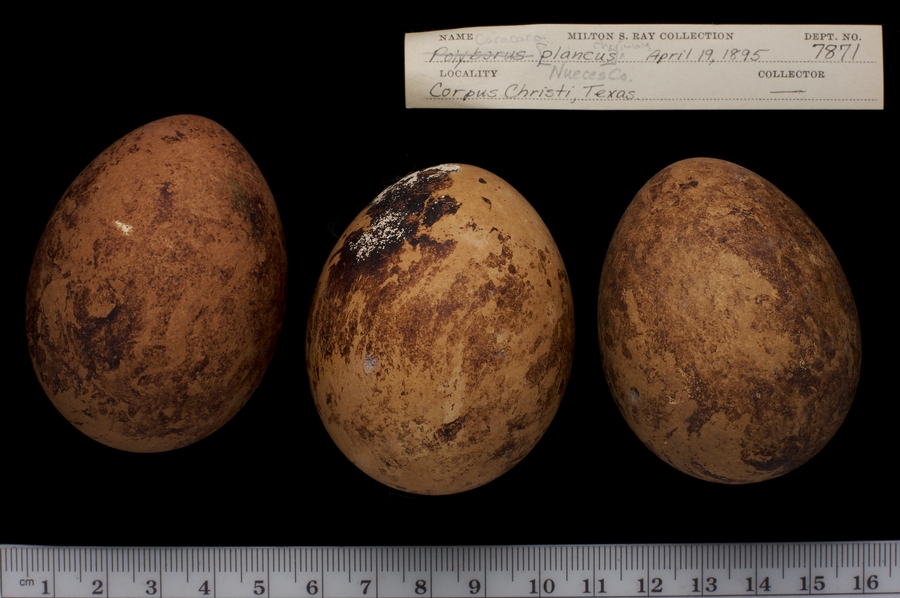 NAME Caracara MILTON S. RAY COLLECTION DEPT. NO.
Polyborus plancus April 19, 1895 7871
LOCALITY Nueces Co. COLLECTOR
Corpus Christi, Texas. —
cm 1 2 3 4 5 6 7 8 9 10 11 12 13 14 15 16